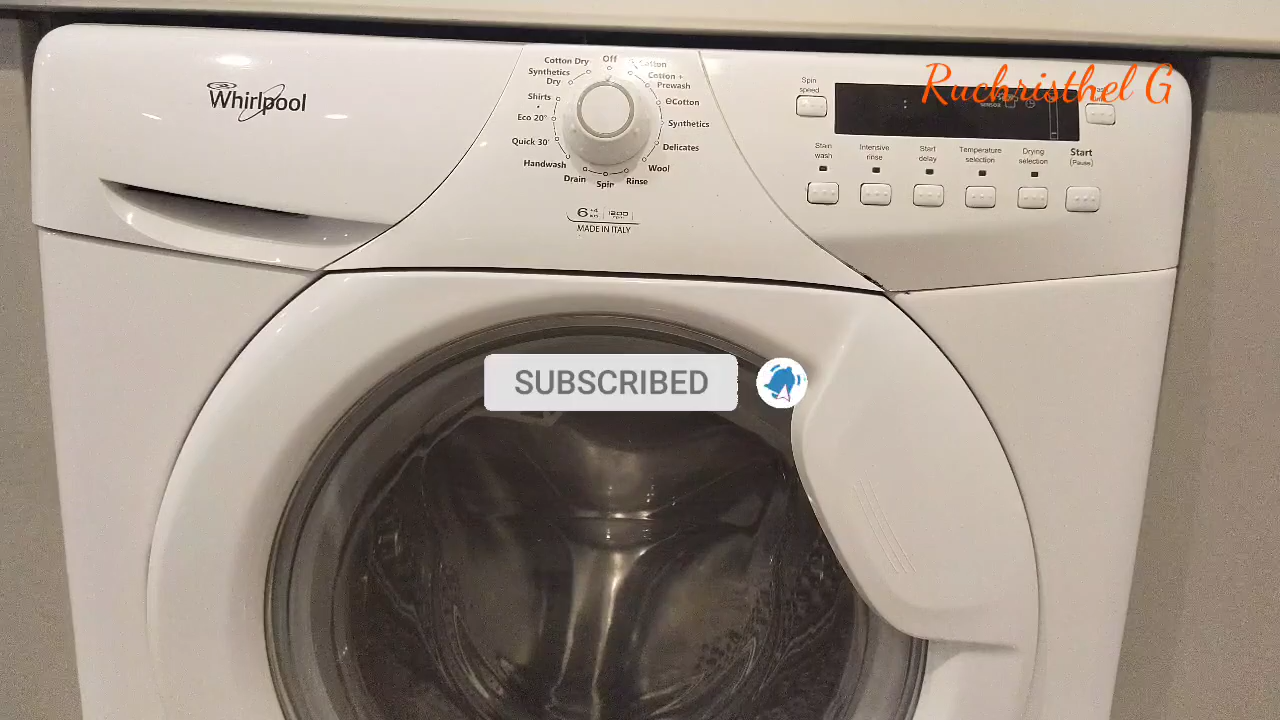 Whirlpool
Off
Cotton
Cotton +
Prewash
Cotton
Synthetics
Delicates
Wool
Rinse
Spin
Drain
Handwash
Quick 30'
Eco 20°
Shirts
Synthetics
Dry
Cotton Dry
6
1200
MADE IN ITALY
Spin
speed
Ruchristhel G
Stain
wash
Intensive
rinse
Start
delay
Temperature
selection
Drying
selection
Start
(Pause)
SUBSCRIBED